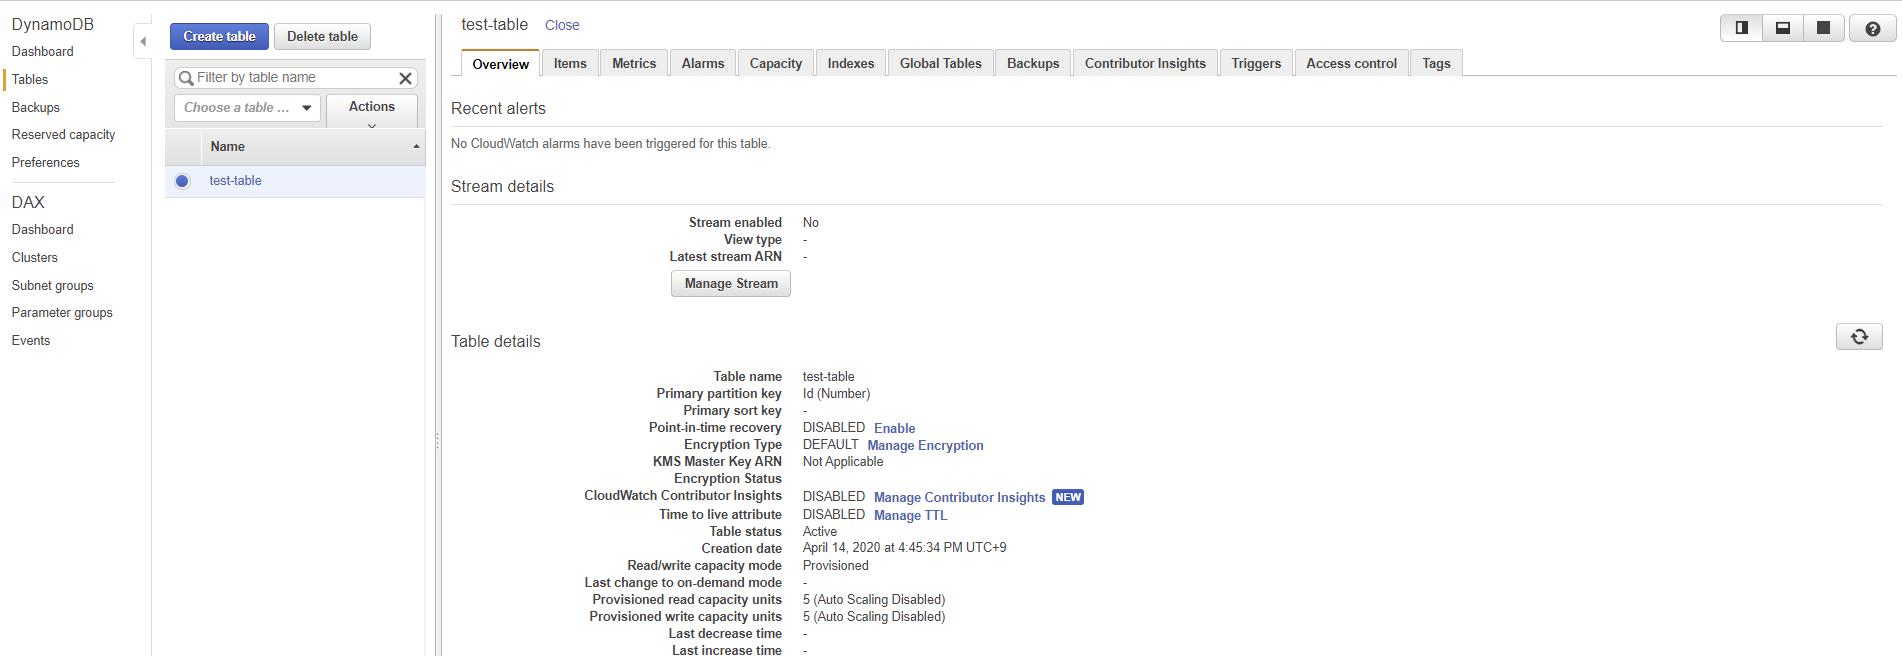 DynamoDB
Dashboard
Tables
Backups
Reserved capacity
Preferences
DAX
Dashboard
Clusters
Subnet groups
Parameter groups
Events
Create table
Delete table
Filter by table name
Choose a table ...
Actions
Name
test-table
test-table Close
Overview Items Metrics Alarms Capacity Indexes Global Tables Backups Contributor Insights Triggers Access control Tags
Recent alerts
No CloudWatch alarms have been triggered for this table.
Stream details
Stream enabled No
View type -
Latest stream ARN -
Manage Stream
Table details
Table name test-table
Primary partition key Id (Number)
Primary sort key -
Point-in-time recovery DISABLED Enable
Encryption Type DEFAULT Manage Encryption
KMS Master Key ARN Not Applicable
Encryption Status
CloudWatch Contributor Insights DISABLED Manage Contributor Insights NEW
Time to live attribute DISABLED Manage TTL
Table status Active
Creation date April 14, 2020 at 4:45:34 PM UTC+9
Read/write capacity mode Provisioned
Last change to on-demand mode -
Provisioned read capacity units 5 (Auto Scaling Disabled)
Provisioned write capacity units 5 (Auto Scaling Disabled)
Last decrease time -
Last increase time -